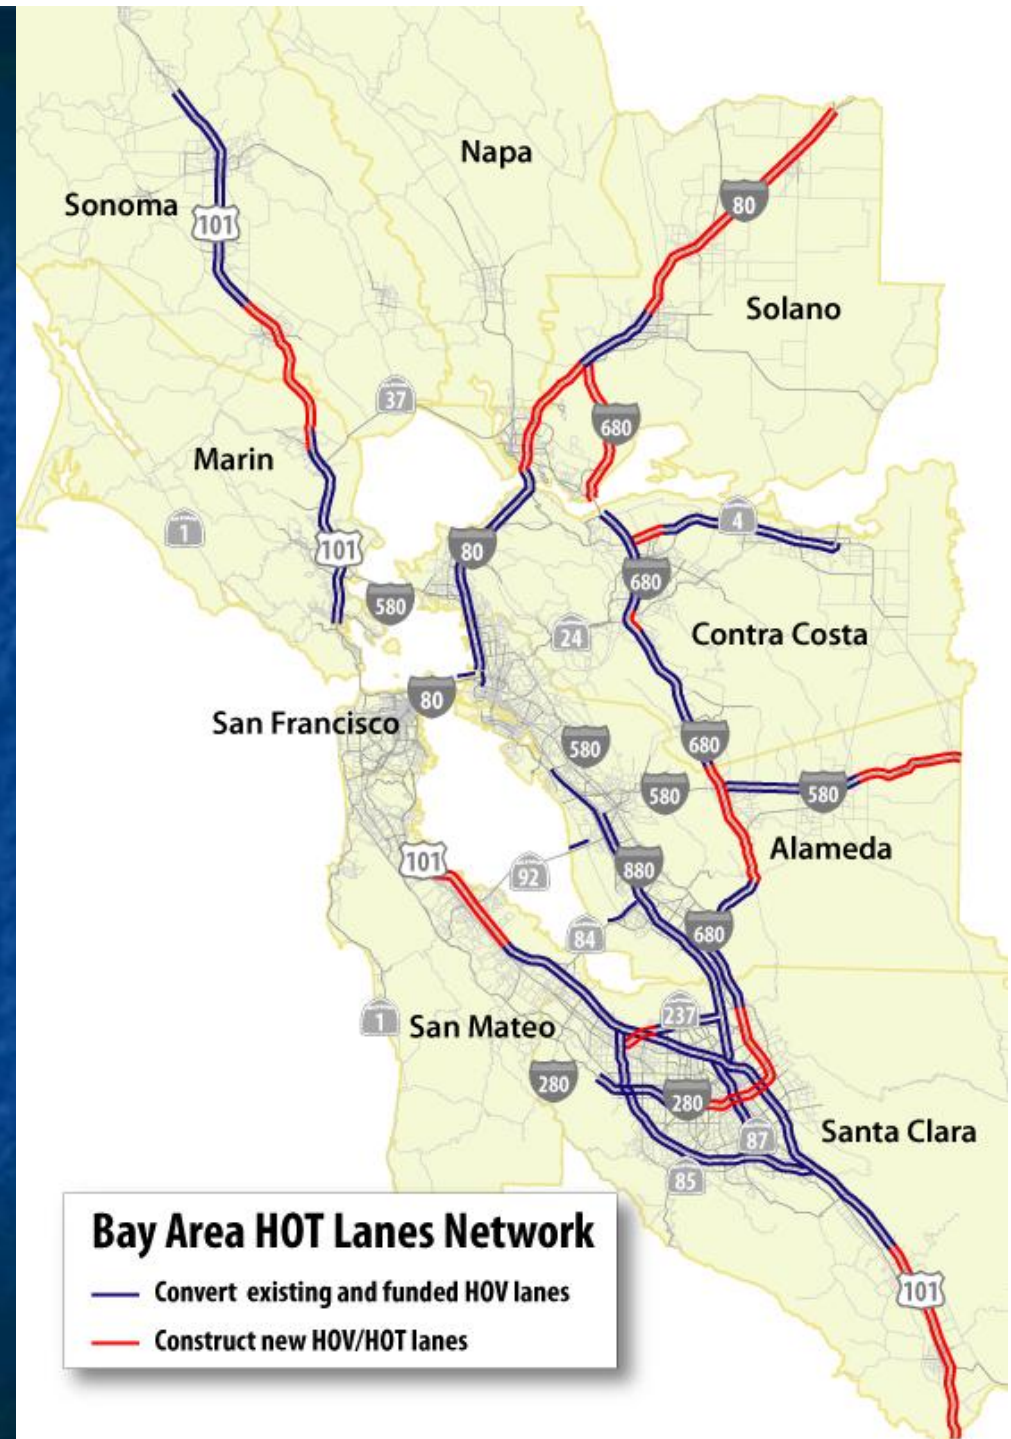 Napa
Sonoma
80
101
Solano
37
680
Marin
1
4
101
80
580
680
24
Contra Costa
80
San Francisco
580
680
580
580
101
92
880
Alameda
84
680
1
San Mateo
237
280
280
87
Santa Clara
85
Bay Area HOT Lanes Network
Convert existing and funded HOV lanes
Construct new HOV/HOT lanes
101